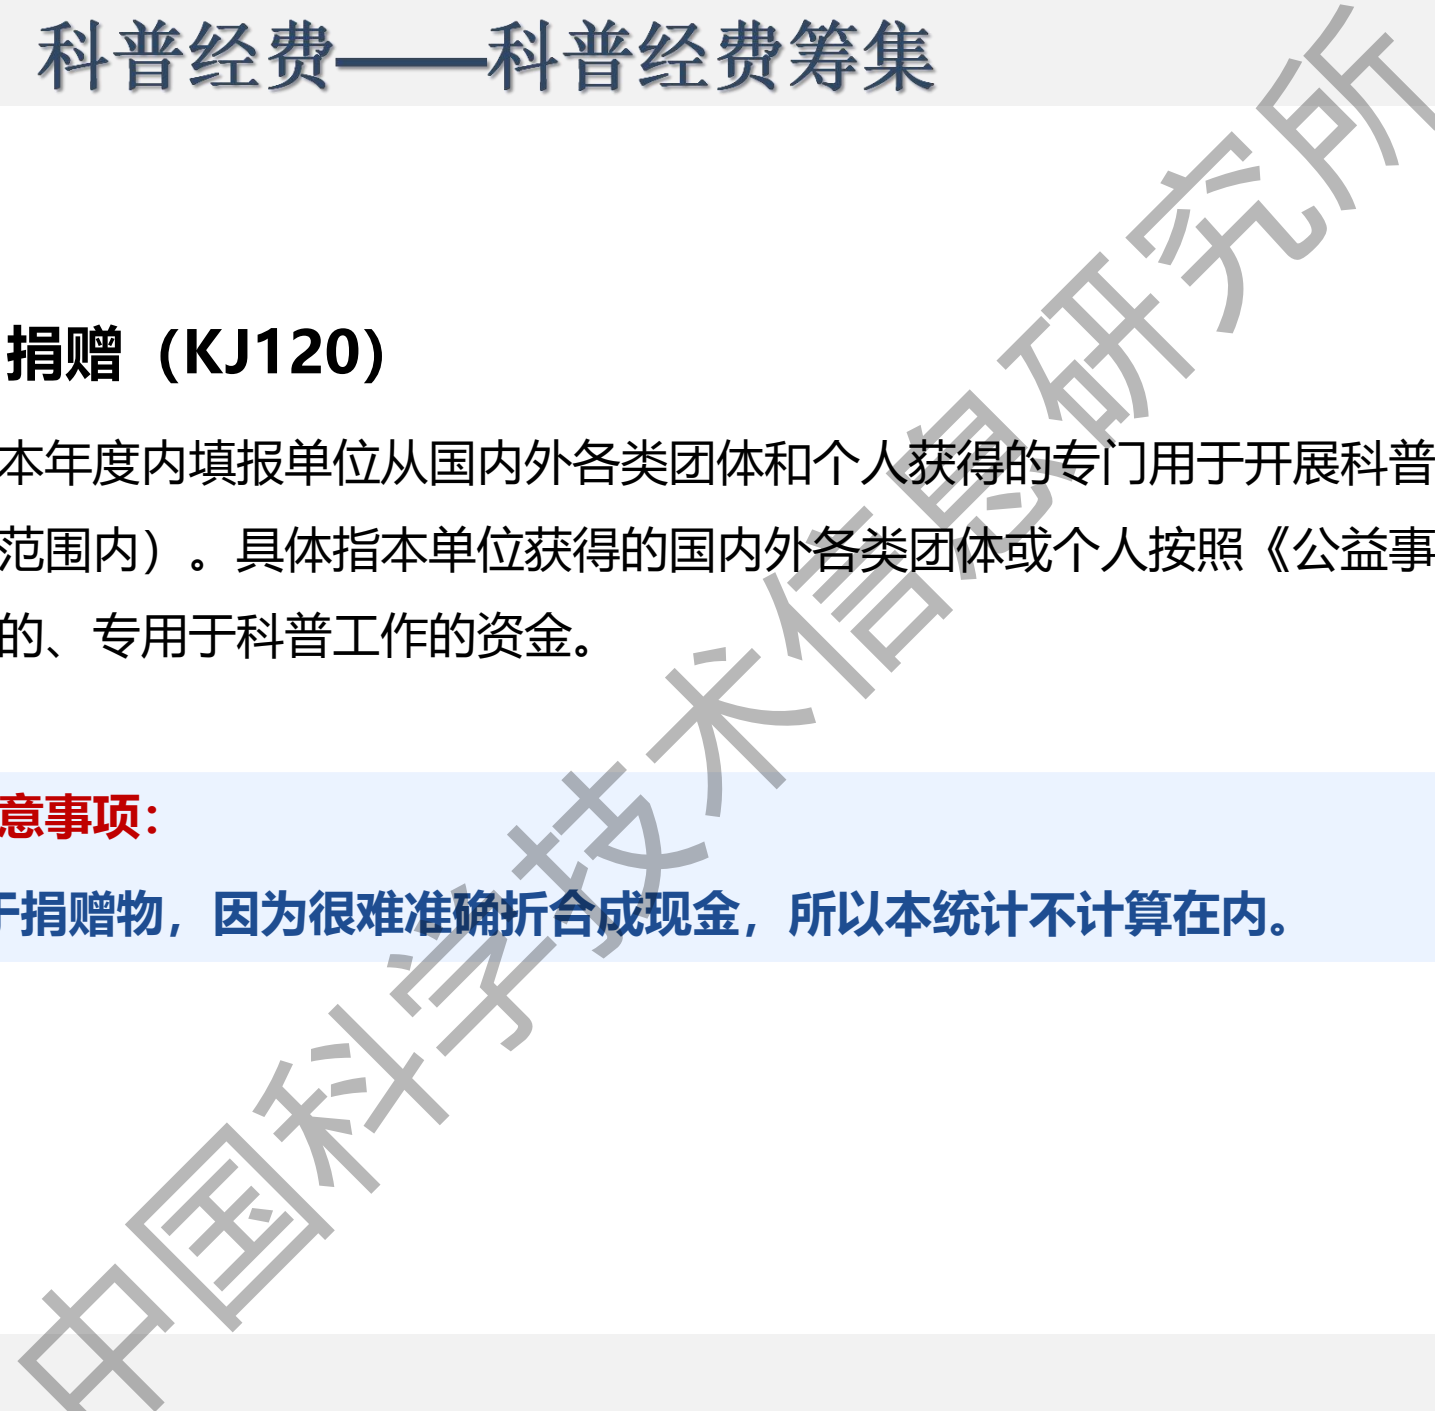 科普经费——科普经费筹集
捐赠（KJ120）
本年度内填报单位从国内外各类团体和个人获得的专门用于开展科普
范围内）。具体指本单位获得的国内外各类团体或个人按照《公益事
的、专用于科普工作的资金。
意事项：
于捐赠物，因为很难准确折合成现金，所以本统计不计算在内。
中国科学技术信息研究所